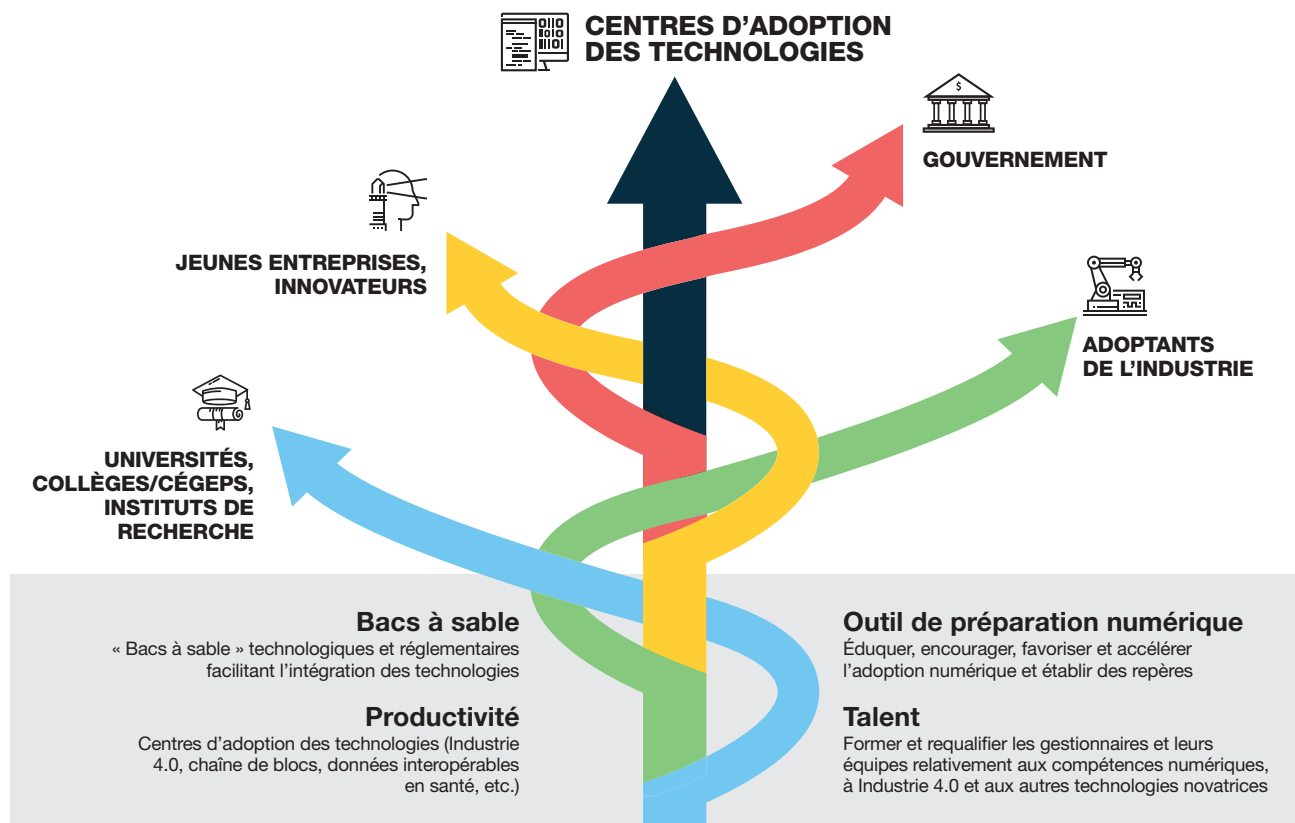 CENTRES D’ADOPTION
DES TECHNOLOGIES
GOUVERNEMENT
JEUNES ENTREPRISES,
INNOVATEURS
ADOPTANTS
DE L’INDUSTRIE
UNIVERSITÉS,
COLLÈGES/CÉGEPS,
INSTITUTS DE
RECHERCHE
Bacs à sable
« Bacs à sable » technologiques et réglementaires
facilitant l’intégration des technologies
Productivité
Centres d’adoption des technologies (Industrie
4.0, chaîne de blocs, données interopérables
en santé, etc.)
Outil de préparation numérique
Éduquer, encourager, favoriser et accélérer
l’adoption numérique et établir des repères
Talent
Former et requalifier les gestionnaires et leurs
équipes relativement aux compétences numériques,
à Industrie 4.0 et aux autres technologies novatrices